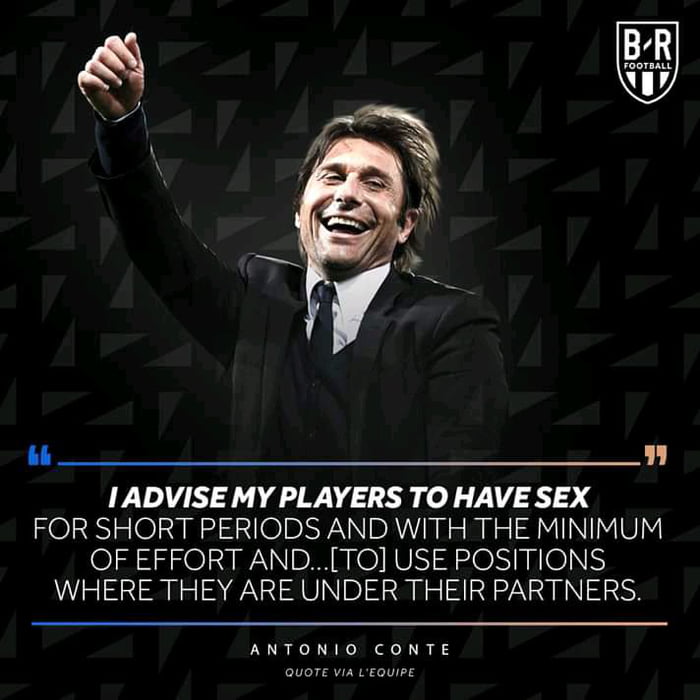 B-R
FOOTBALL
I ADVISE MY PLAYERS TO HAVE SEX
FOR SHORT PERIODS AND WITH THE MINIMUM
OF EFFORT AND...[TO] USE POSITIONS
WHERE THEY ARE UNDER THEIR PARTNERS.
ANTONIO CONTE
QUOTE VIA L'EQUIPE